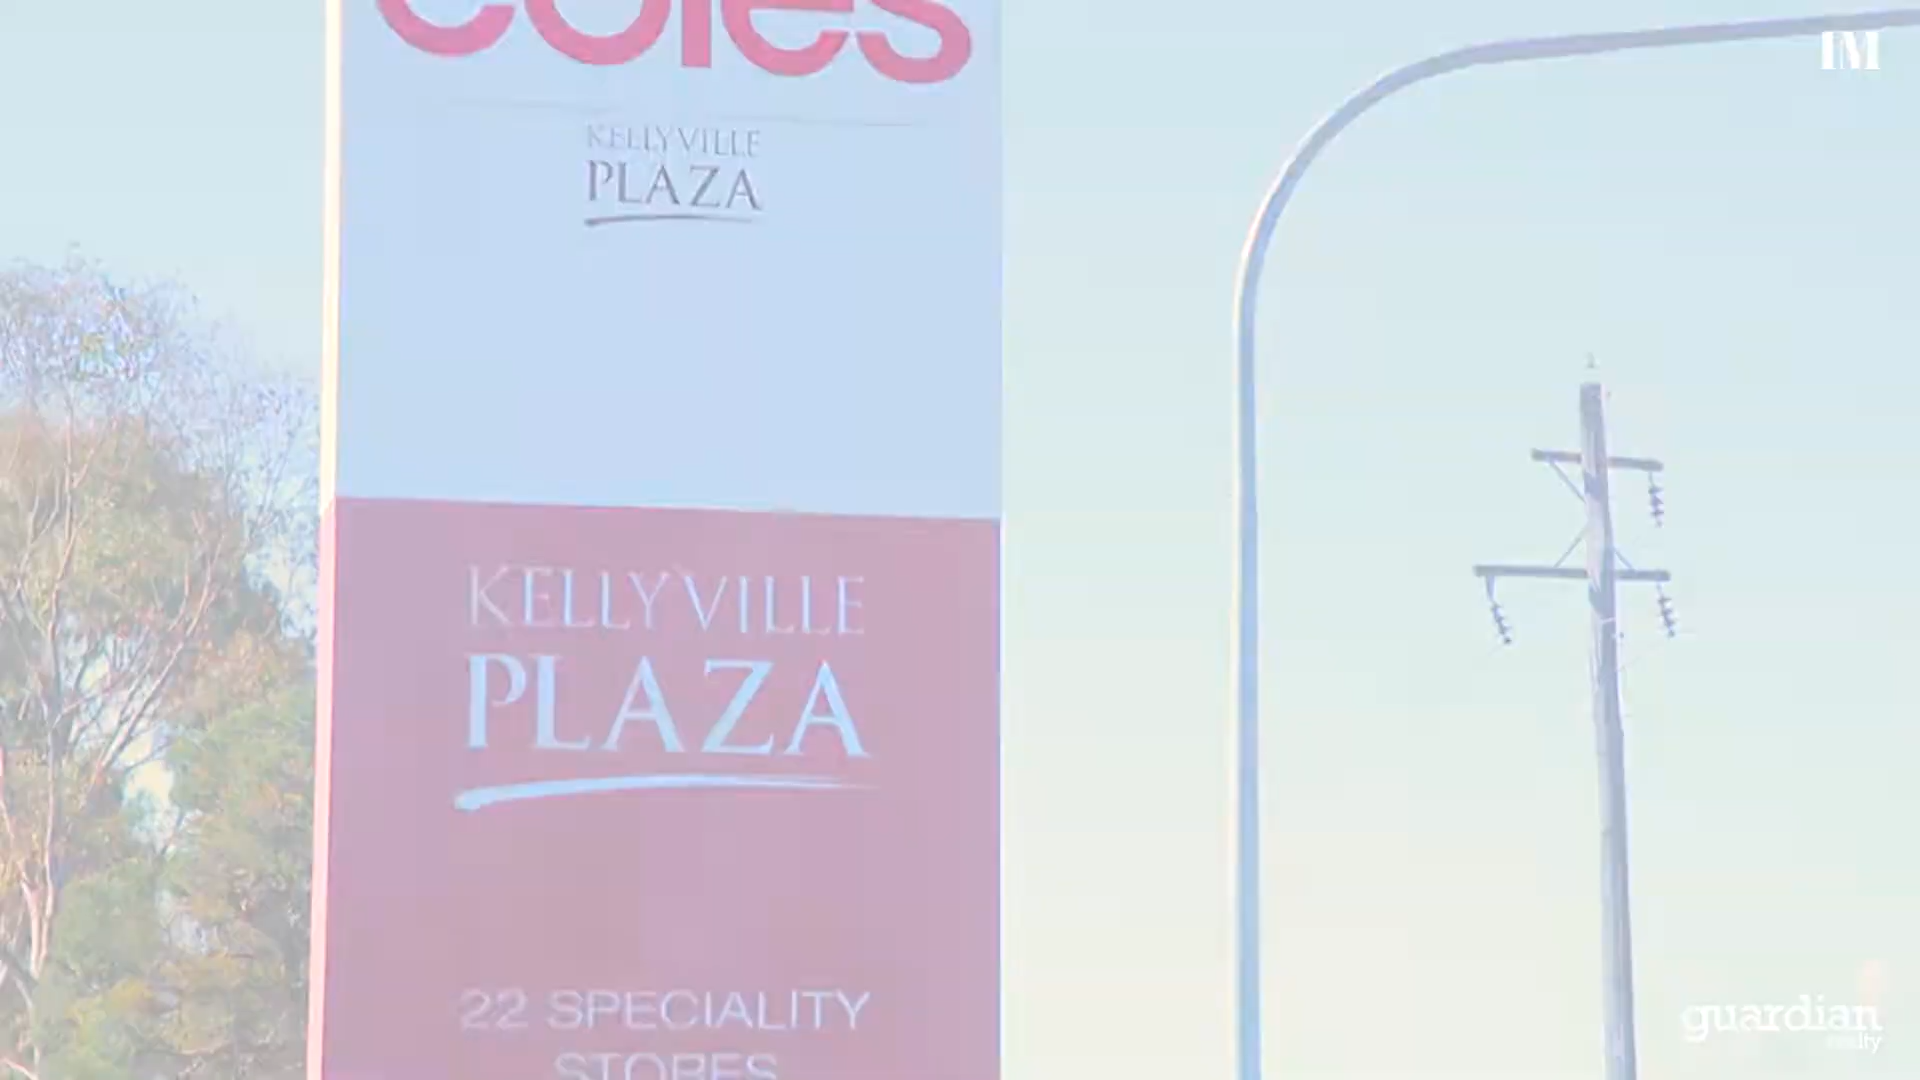 coles
IM
KELLYVILLE
PLAZA
KELLYVILLE
PLAZA
22 SPECIALITY
STORES
guardian
realty